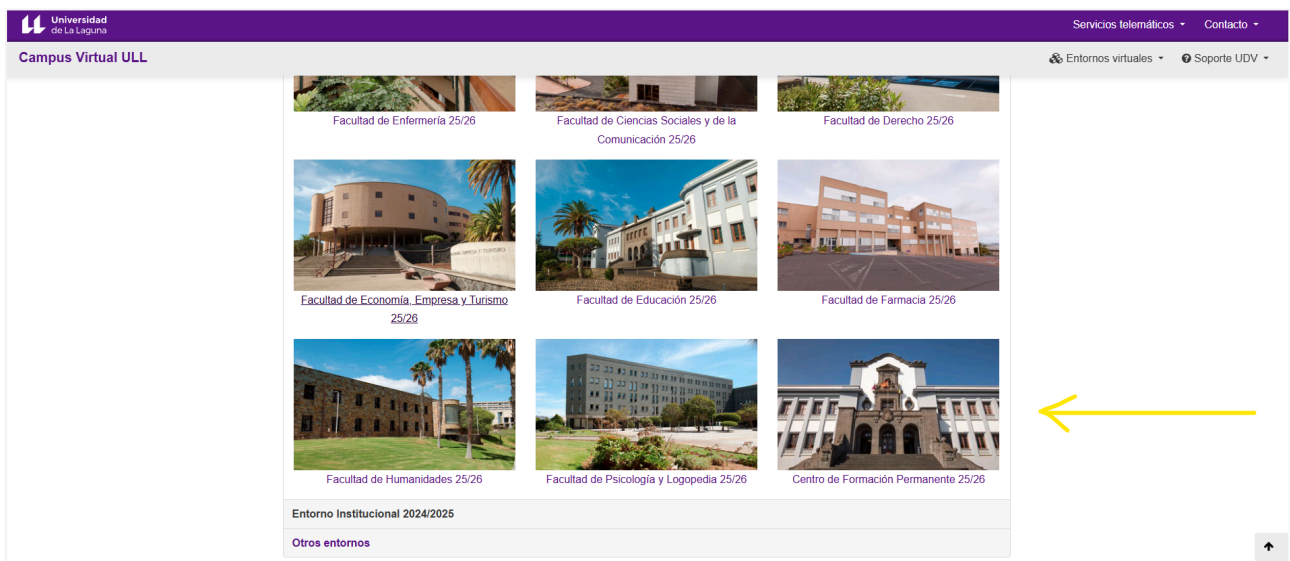 Universidad
de La Laguna
Servicios telemáticos
Contacto
Campus Virtual ULL
Entornos virtuales
Soporte UDV
Facultad de Enfermería 25/26
Facultad de Ciencias Sociales y de la
Comunicación 25/26
Facultad de Derecho 25/26
Facultad de Economía, Empresa y Turismo
25/26
Facultad de Educación 25/26
Facultad de Farmacia 25/26
Facultad de Humanidades 25/26
Facultad de Psicología y Logopedia 25/26
Centro de Formación Permanente 25/26
Entorno Institucional 2024/2025
Otros entornos